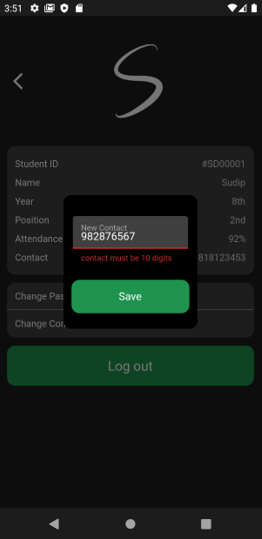 3:51
Student ID #SD00001
Name Sudip
Year 8th
Position 2nd
Attendance 92%
Contact 818123453
New Contact
982876567
contact must be 10 digits
Save
Change Pas
Change Con
Log out